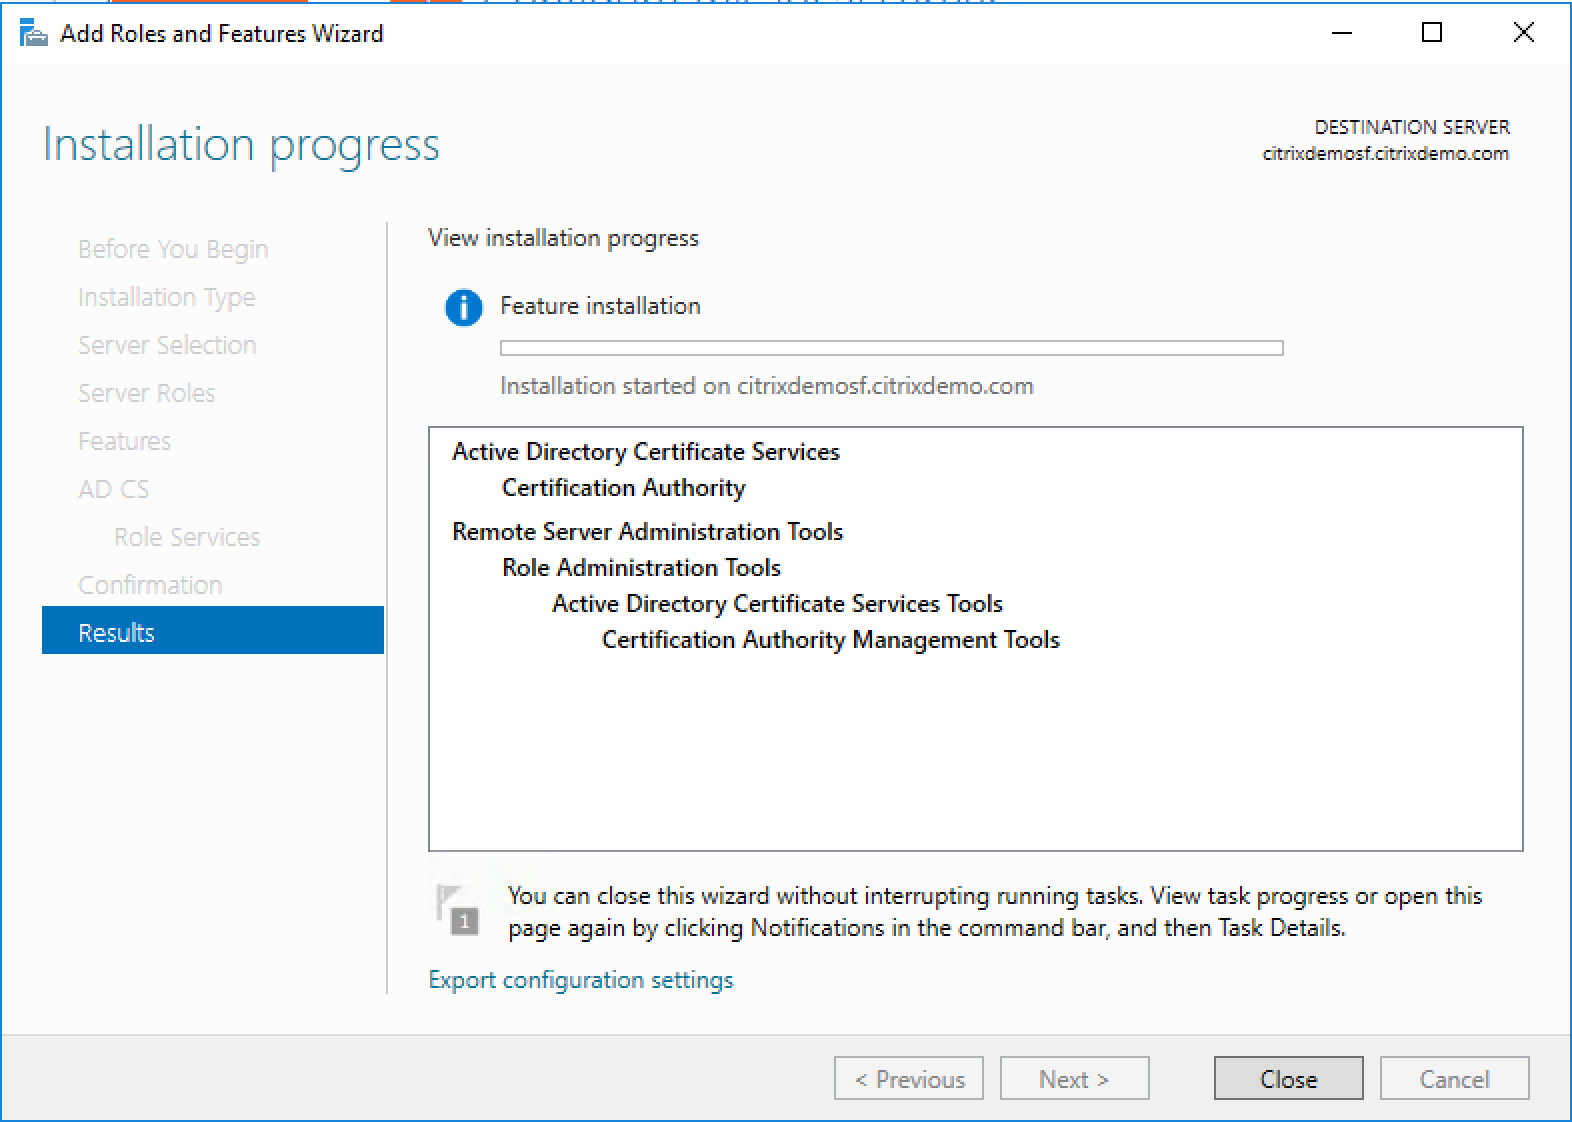 Add Roles and Features Wizard
Installation progress
DESTINATION SERVER
citrixdemosf.citrixdemo.com
Before You Begin
Installation Type
Server Selection
Server Roles
Features
AD CS
Role Services
Confirmation
Results
View installation progress
Feature installation
Installation started on citrixdemosf.citrixdemo.com
Active Directory Certificate Services
Certification Authority
Remote Server Administration Tools
Role Administration Tools
Active Directory Certificate Services Tools
Certification Authority Management Tools
1
You can close this wizard without interrupting running tasks. View task progress or open this
page again by clicking Notifications in the command bar, and then Task Details.
Export configuration settings
< Previous
Next >
Close
Cancel